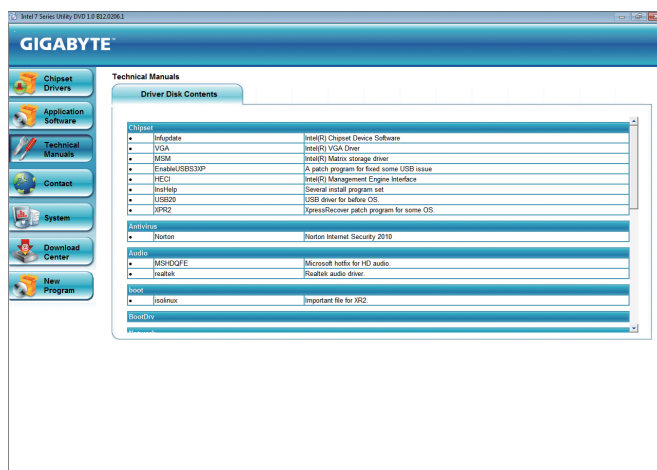 Intel 7 Series Utility DVD 1.0 B12.0206.1
GIGABYTE™
Chipset
Drivers
Application
Software
Technical
Manuals
Contact
System
Download
Center
New
Program
Technical Manuals
Driver Disk Contents
Chipset
• Infupdate Intel(R) Chipset Device Software
• VGA Intel(R) VGA Driver
• MSM Intel(R) Matrix storage driver
• EnableUSBS3XP A patch program for fixed some USB issue
• HECI Intel(R) Management Engine Interface
• InsHelp Several install program set
• USB20 USB driver for before OS.
• XPR2 XpressRecover patch program for some OS.
Antivirus
• Norton Norton Internet Security 2010
Audio
• MSHDQFE Microsoft hotfix for HD audio.
• realtek Realtek audio driver.
boot
• isolinux Important file for XR2.
BootDrv